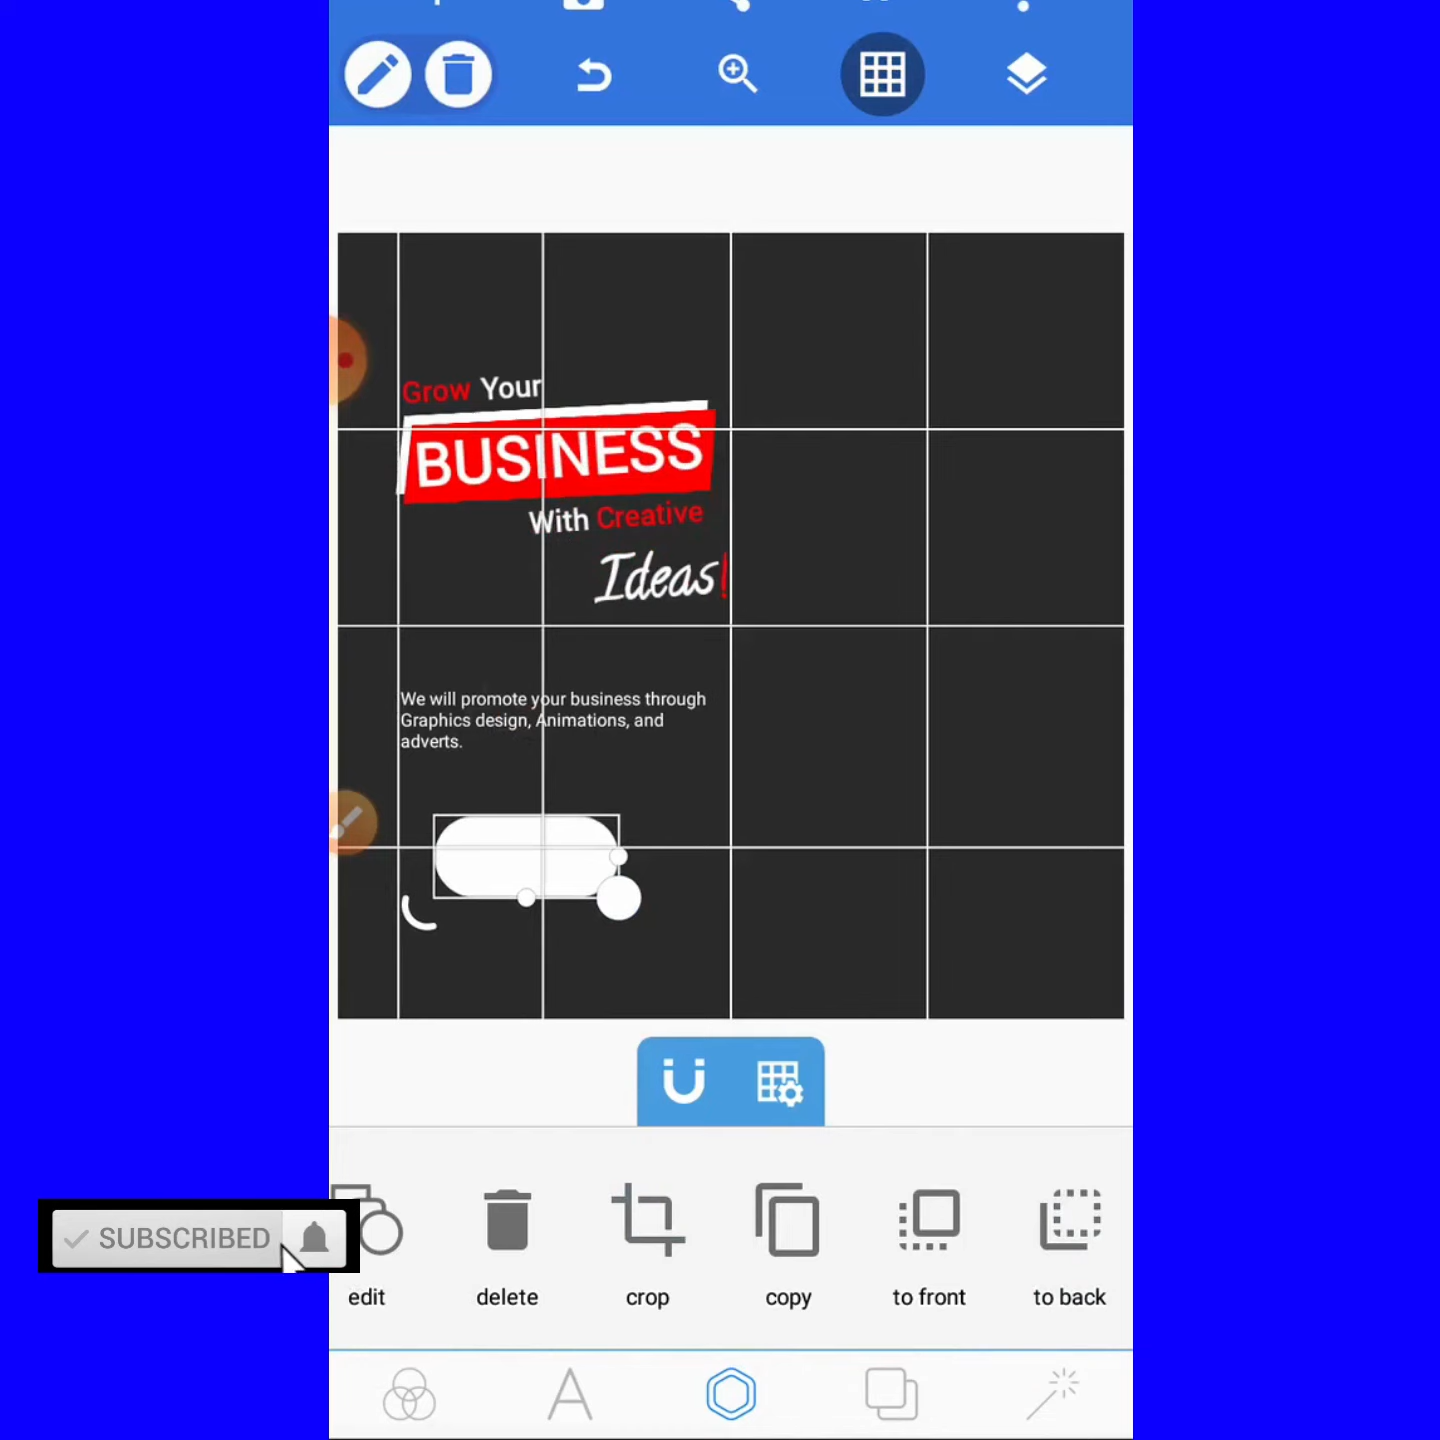 Grow Your
BUSINESS
With Creative
Ideas!
We will promote your business through
Graphics design, Animations, and
adverts.
SUBSCRIBED
edit
delete
crop
copy
to front
to back